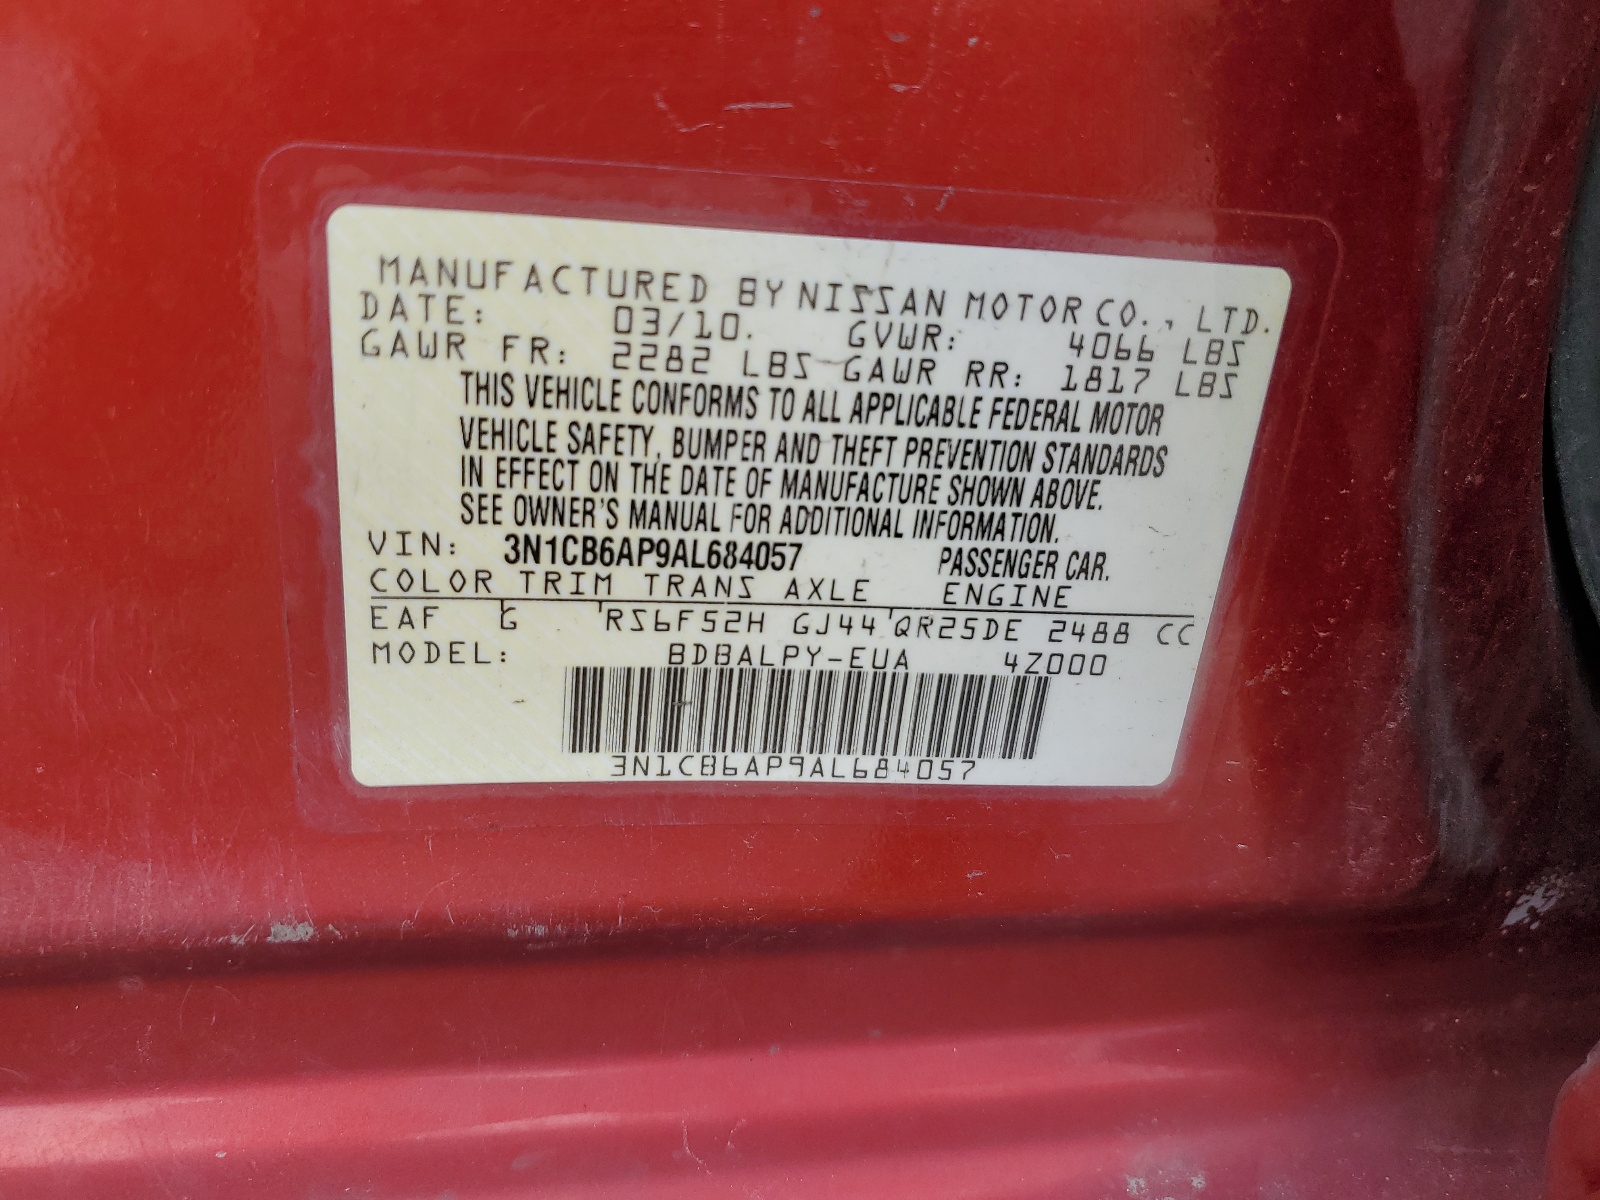 MANUFACTURED BY NISSAN MOTOR CO., LTD.
DATE: 03/10. GVWR: 4066 LBS
GAWR FR: 2282 LBS GAWR RR: 1817 LBS
THIS VEHICLE CONFORMS TO ALL APPLICABLE FEDERAL MOTOR
VEHICLE SAFETY, BUMPER AND THEFT PREVENTION STANDARDS
IN EFFECT ON THE DATE OF MANUFACTURE SHOWN ABOVE.
SEE OWNER'S MANUAL FOR ADDITIONAL INFORMATION.
VIN: 3N1CB6AP9AL684057 PASSENGER CAR.
COLOR TRIM TRANS AXLE ENGINE
EAF G RS6F52H GJ44 QR25DE 2488 CC
MODEL: BDBALPY-EUA 4Z000
3N1CB6AP9AL684057